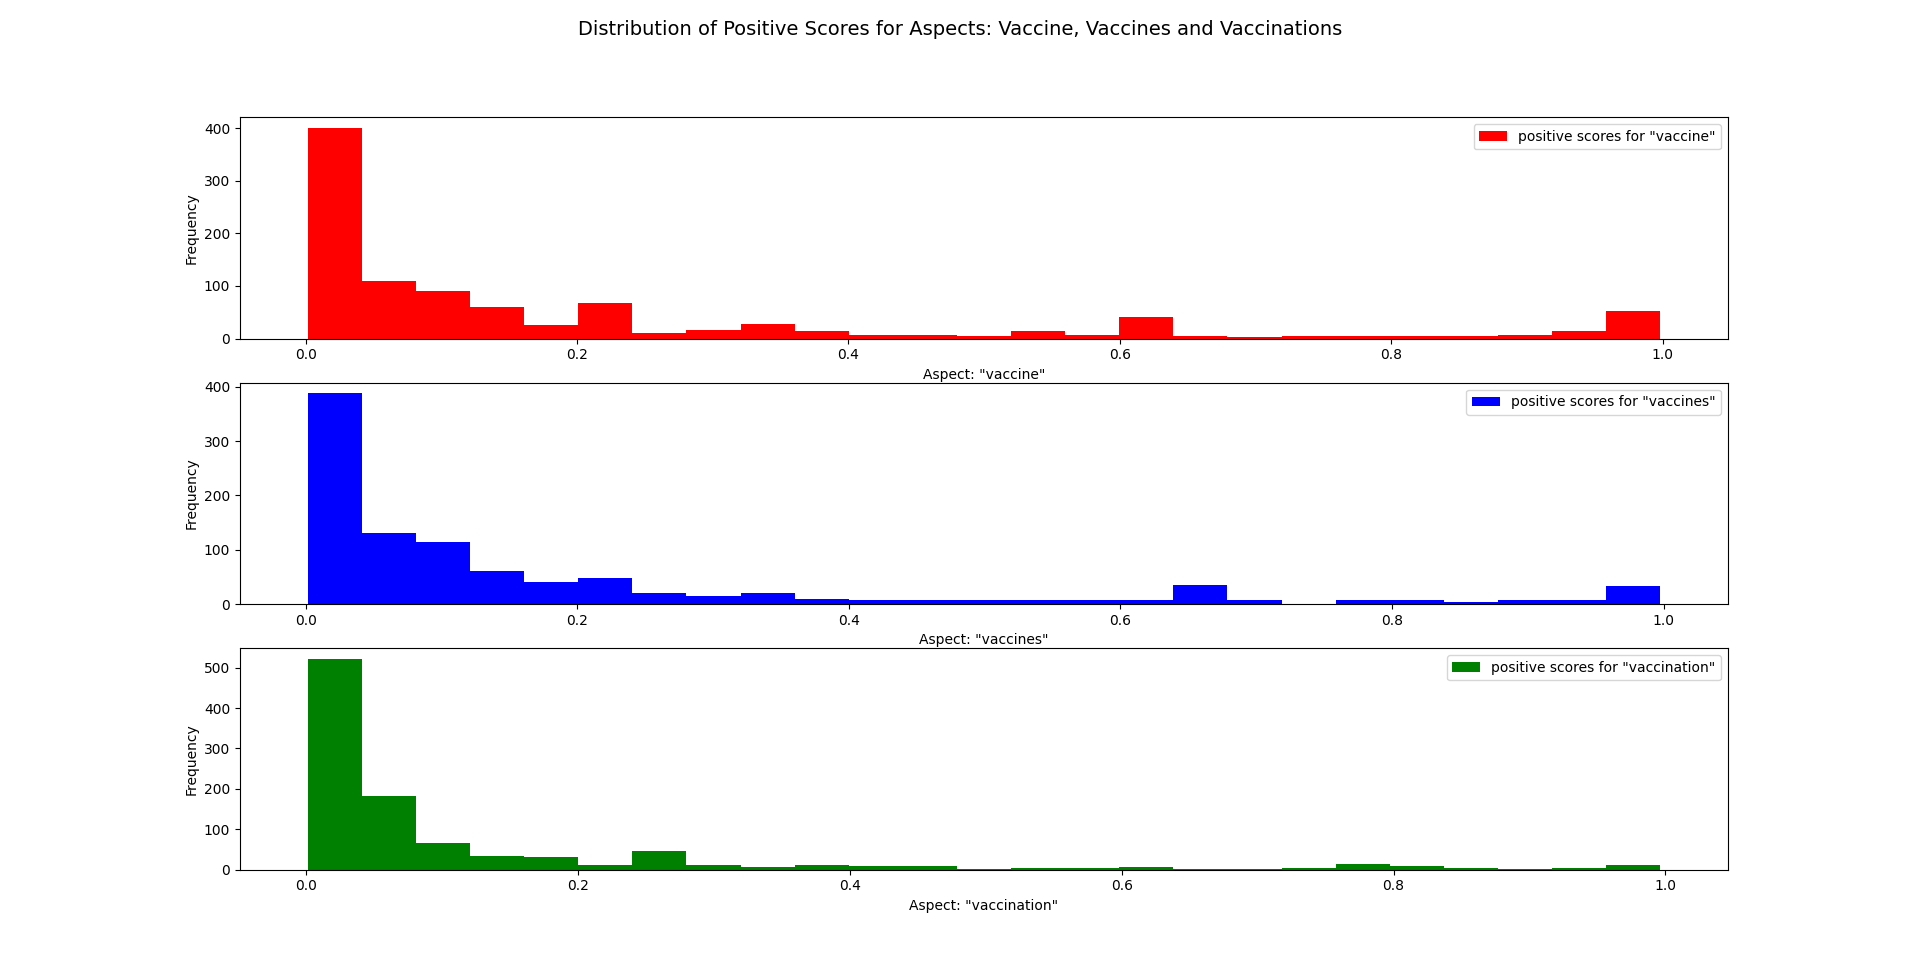 Distribution of Positive Scores for Aspects: Vaccine, Vaccines and Vaccinations
400
300
200
100
0
Frequency
positive scores for "vaccine"
0.0 0.2 0.4 0.6 0.8 1.0
Aspect: "vaccine"
400
300
200
100
0
Frequency
positive scores for "vaccines"
0.0 0.2 0.4 0.6 0.8 1.0
Aspect: "vaccines"
500
400
300
200
100
0
Frequency
positive scores for "vaccination"
0.0 0.2 0.4 0.6 0.8 1.0
Aspect: "vaccination"